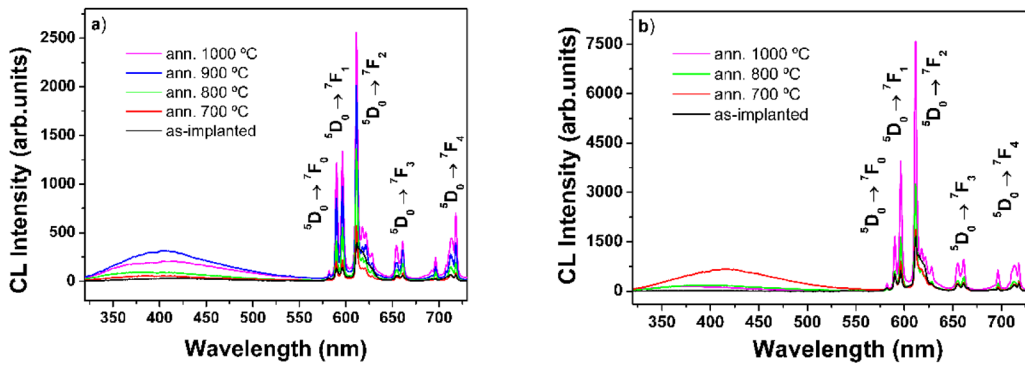 a)
ann. 1000 ºC
ann. 900 ºC
ann. 800 ºC
ann. 700 ºC
as-implanted
⁵D₀→⁷F₀
⁵D₀→⁷F₁
⁵D₀→⁷F₂
⁵D₀→⁷F₃
⁵D₀→⁷F₄
CL Intensity (arb.units)
2500
2000
1500
1000
500
0
350 400 450 500 550 600 650 700
Wavelength (nm)
b)
ann. 1000 ºC
ann. 800 ºC
ann. 700 ºC
as-implanted
⁵D₀→⁷F₀
⁵D₀→⁷F₁
⁵D₀→⁷F₂
⁵D₀→⁷F₃
⁵D₀→⁷F₄
CL Intensity (arb.units)
7500
6000
4500
3000
1500
0
350 400 450 500 550 600 650 700
Wavelength (nm)